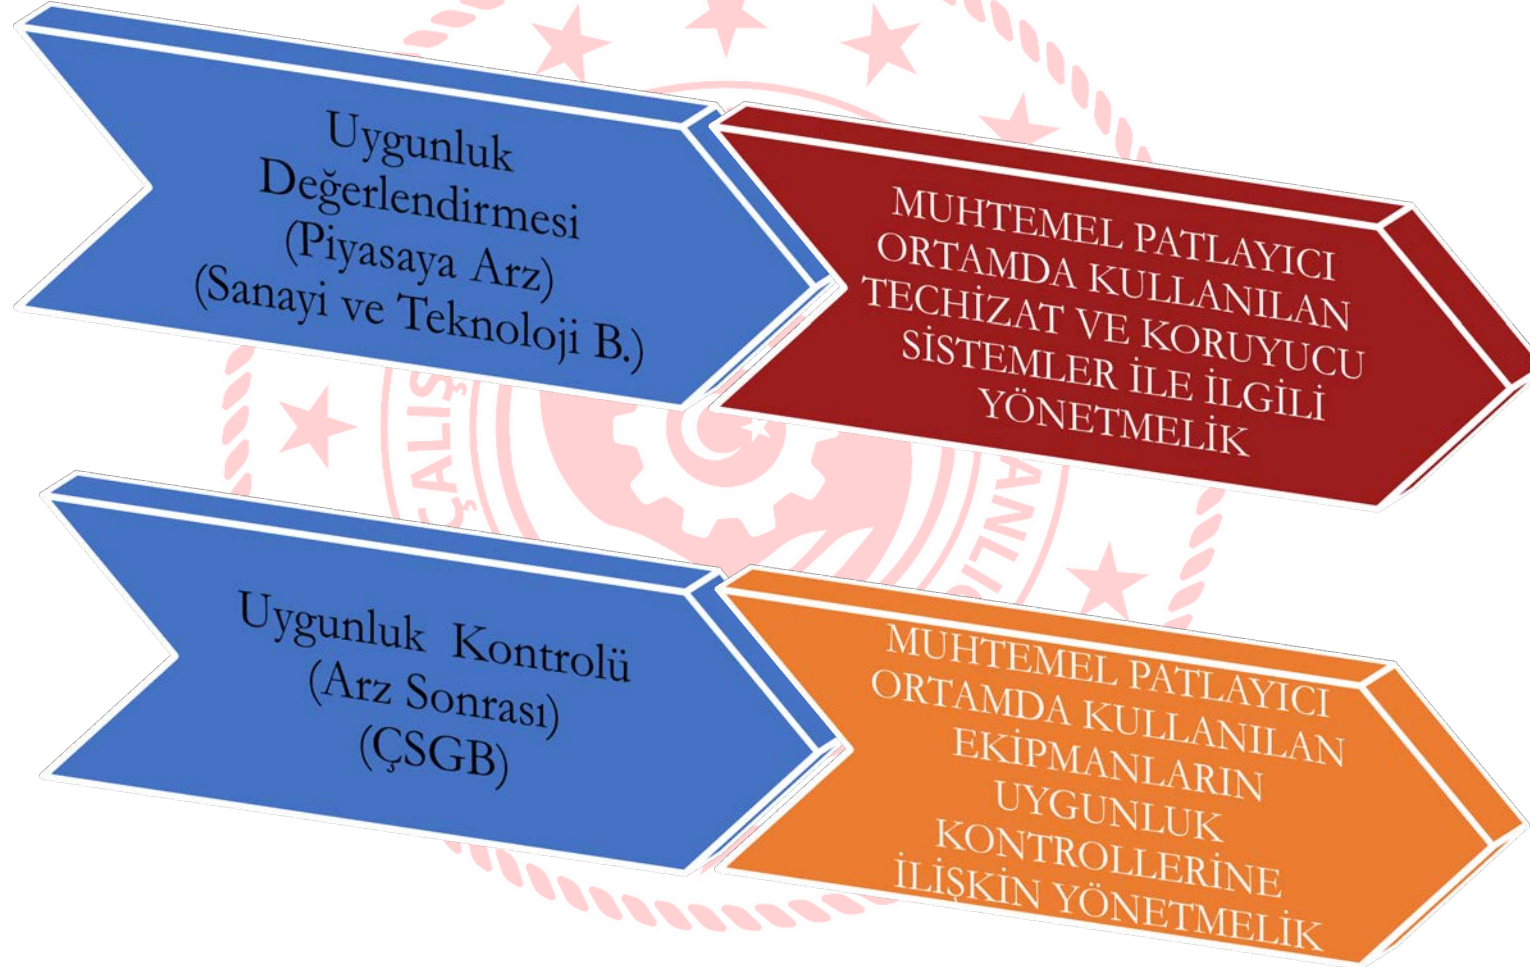 Uygunluk
Değerlendirmesi
(Piyasaya Arz)
(Sanayi ve Teknoloji B.)
MUHTEMEL PATLAYICI
ORTAMDA KULLANILAN
TECHİZAT VE KORUYUCU
SİSTEMLER İLE İLGİLİ
YÖNETMELİK
Uygunluk Kontrolü
(Arz Sonrası)
(ÇSGB)
MUHTEMEL PATLAYICI
ORTAMDA KULLANILAN
EKİPMANLARIN
UYGUNLUK
KONTROLLERİNE
İLİŞKİN YÖNETMELİK